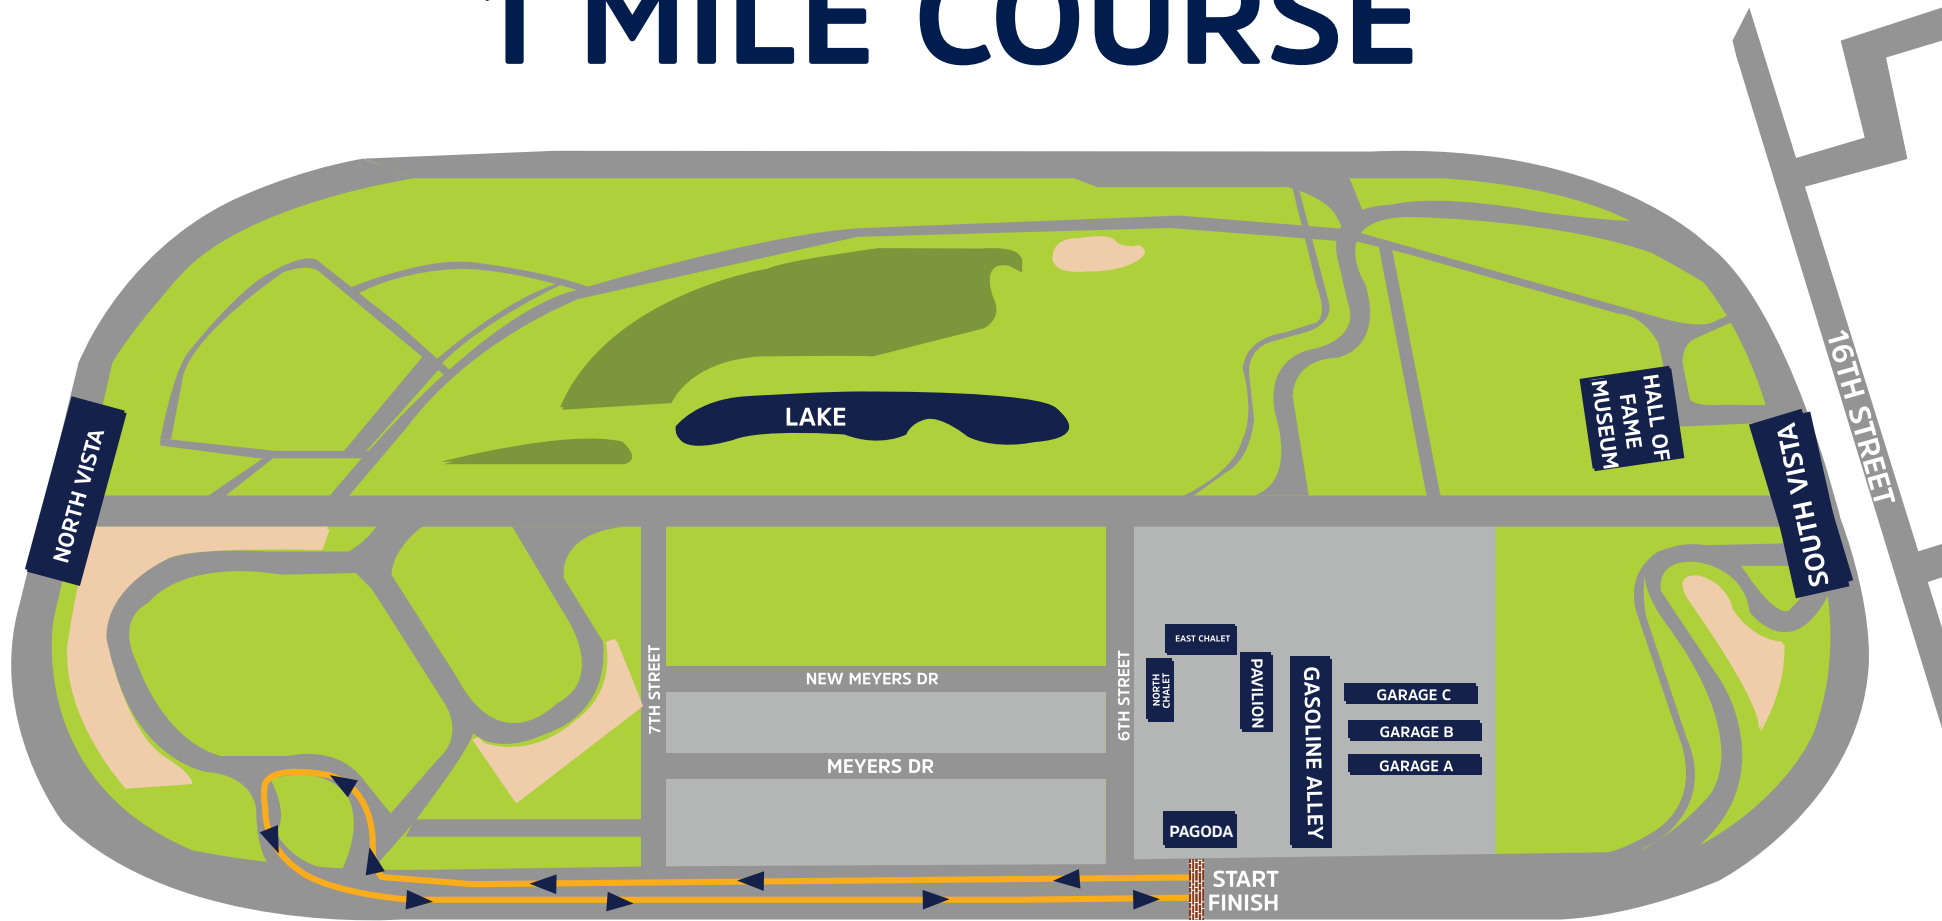 1 MILE COURSE
16TH STREET
HALL OF
FAME
MUSEUM
LAKE
NORTH VISTA
SOUTH VISTA
EAST CHALET
NORTH
CHALET
PAVILION
GASOLINE ALLEY
7TH STREET
6TH STREET
NEW MEYERS DR
GARAGE C
GARAGE B
GARAGE A
MEYERS DR
PAGODA
START
FINISH